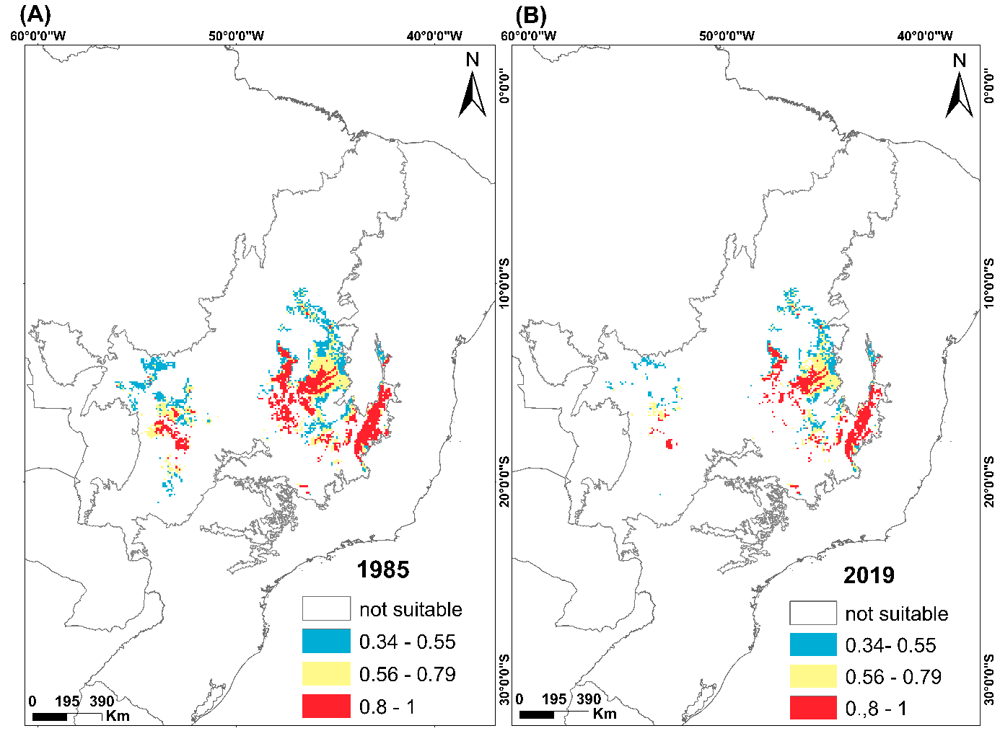 (A)
60°0'0"W 50°0'0"W 40°0'0"W
N
0°0'0"
10°0'0"S
20°0'0"S
30°0'0"S
1985
not suitable
0.34 - 0.55
0.56 - 0.79
0.8 - 1
0 195 390
Km
(B)
60°0'0"W 50°0'0"W 40°0'0"W
N
0°0'0"
10°0'0"S
20°0'0"S
30°0'0"S
2019
not suitable
0.34- 0.55
0.56 - 0.79
0.,8 - 1
0 195 390
Km